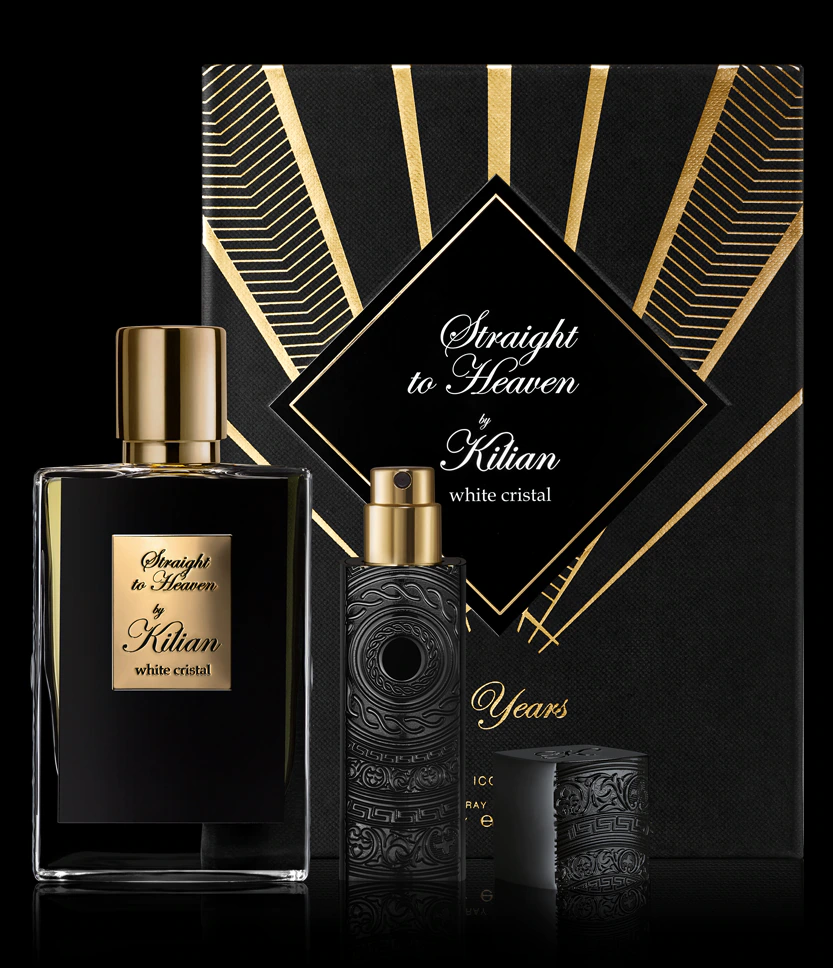 Straight
to Heaven
by
Kilian
white cristal
Straight
to Heaven
by
Kilian
white cristal
Years
e